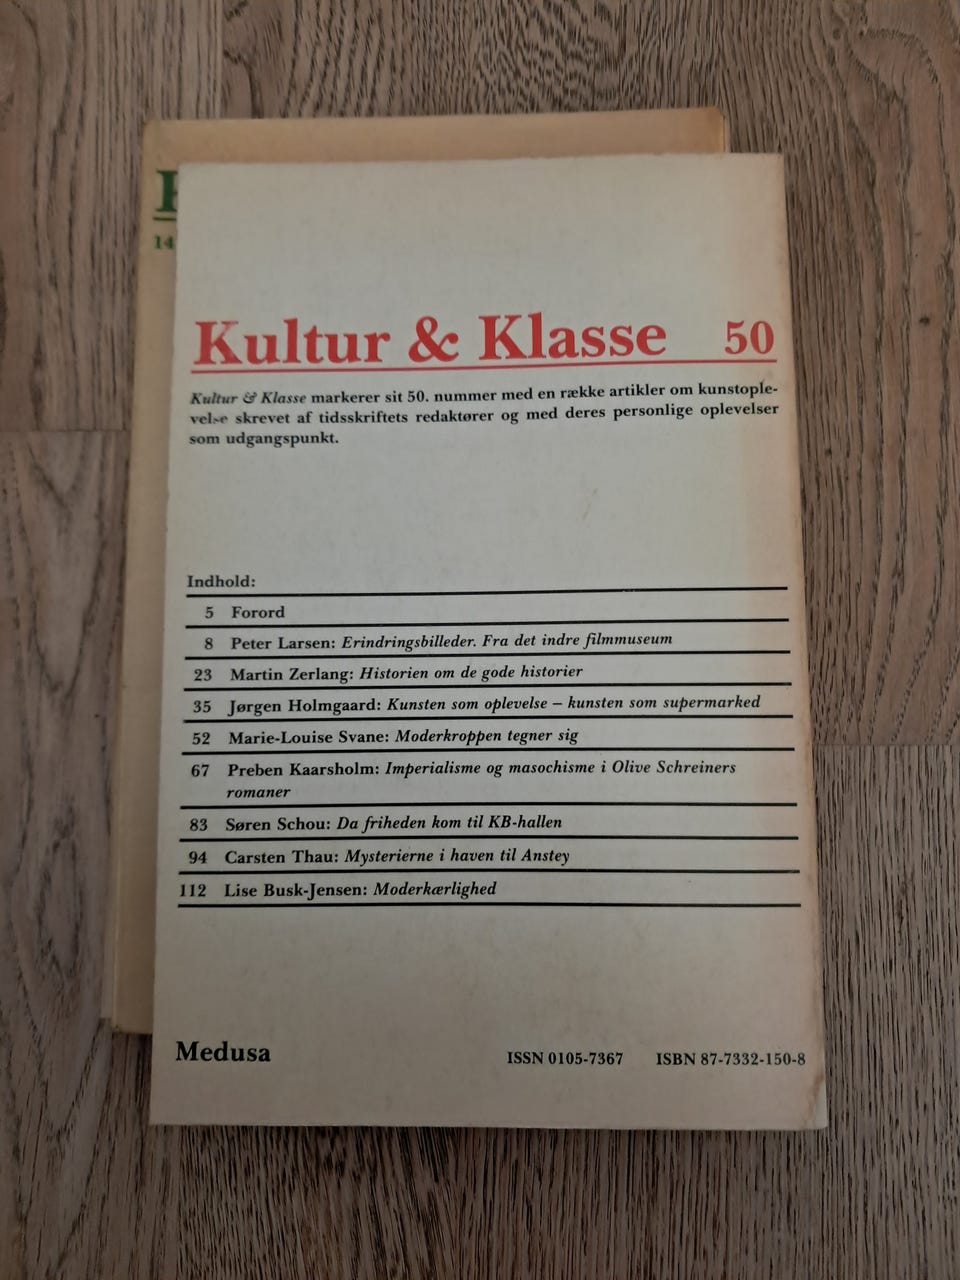 K
14
Kultur & Klasse 50
Kultur & Klasse markerer sit 50. nummer med en række artikler om kunstople-
velse skrevet af tidsskriftets redaktører og med deres personlige oplevelser
som udgangspunkt.
Indhold:
5 Forord
8 Peter Larsen: Erindringsbilleder. Fra det indre filmmuseum
23 Martin Zerlang: Historien om de gode historier
35 Jørgen Holmgaard: Kunsten som oplevelse – kunsten som supermarked
52 Marie-Louise Svane: Moderkroppen tegner sig
67 Preben Kaarsholm: Imperialisme og masochisme i Olive Schreiners
romaner
83 Søren Schou: Da friheden kom til KB-hallen
94 Carsten Thau: Mysterierne i haven til Anstey
112 Lise Busk-Jensen: Moderkærlighed
Medusa ISSN 0105-7367 ISBN 87-7332-150-8